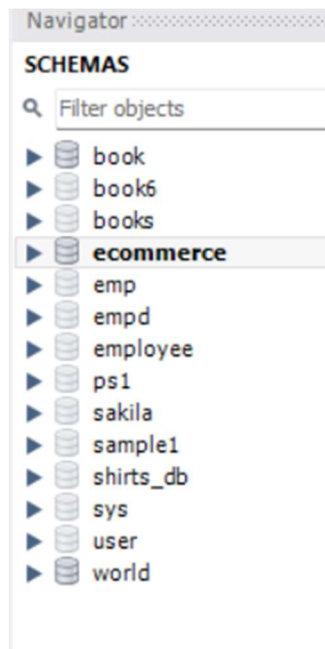 Navigator
SCHEMAS
Filter objects
book
book6
books
ecommerce
emp
empd
employee
ps1
sakila
sample1
shirts_db
sys
user
world